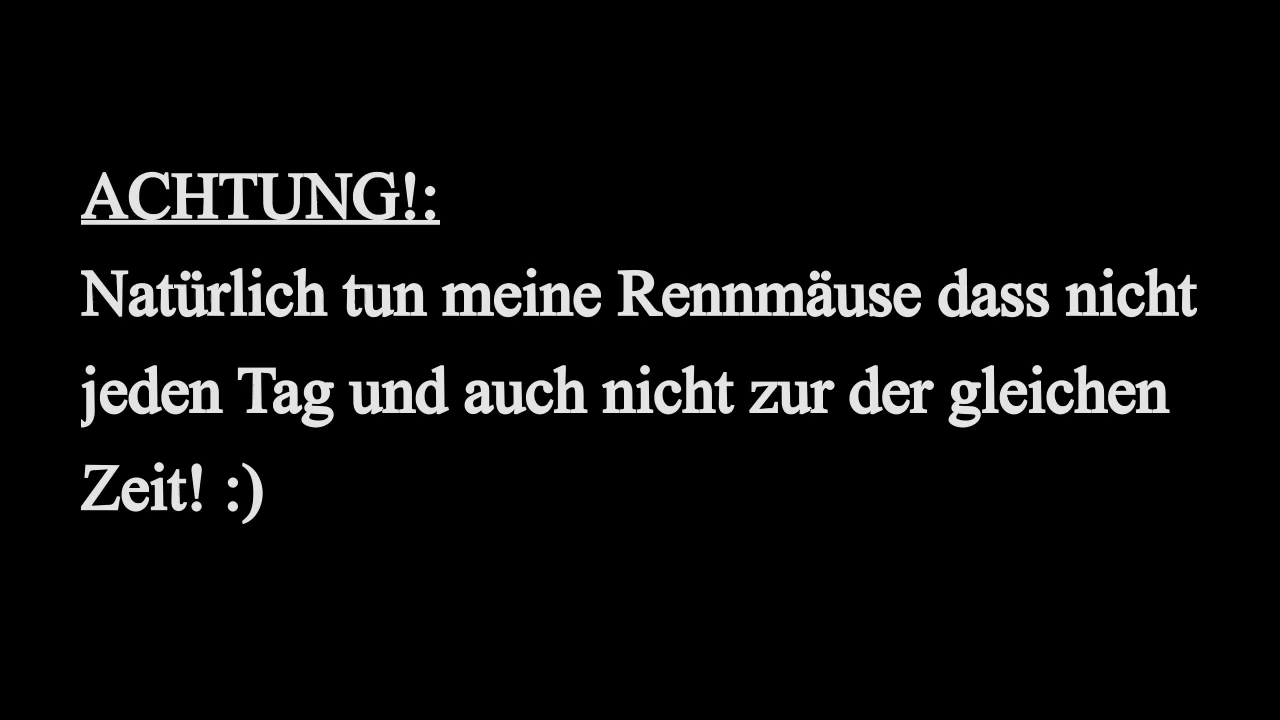 ACHTUNG!:
Natürlich tun meine Rennmäuse dass nicht
jeden Tag und auch nicht zur der gleichen
Zeit! :)